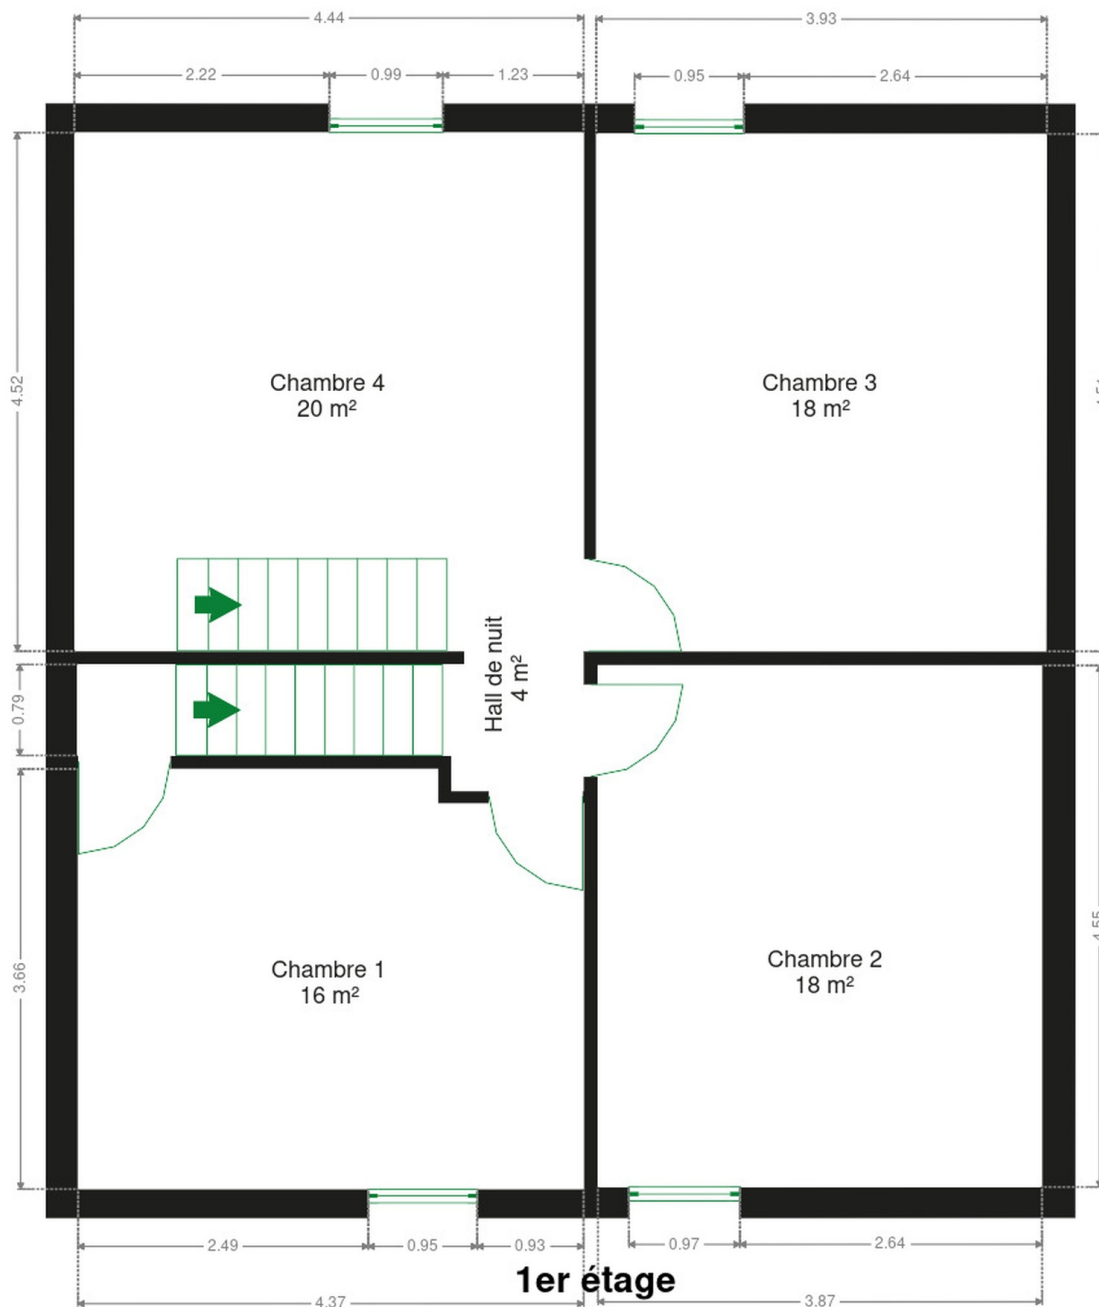 4.44
3.93
2.22
0.99
1.23
0.95
2.64
4.52
Chambre 4
20 m²
Chambre 3
18 m²
Hall de nuit
4 m²
0.79
3.66
4.55
Chambre 1
16 m²
Chambre 2
18 m²
2.49
0.95
0.93
0.97
2.64
1er étage
4.37
3.87